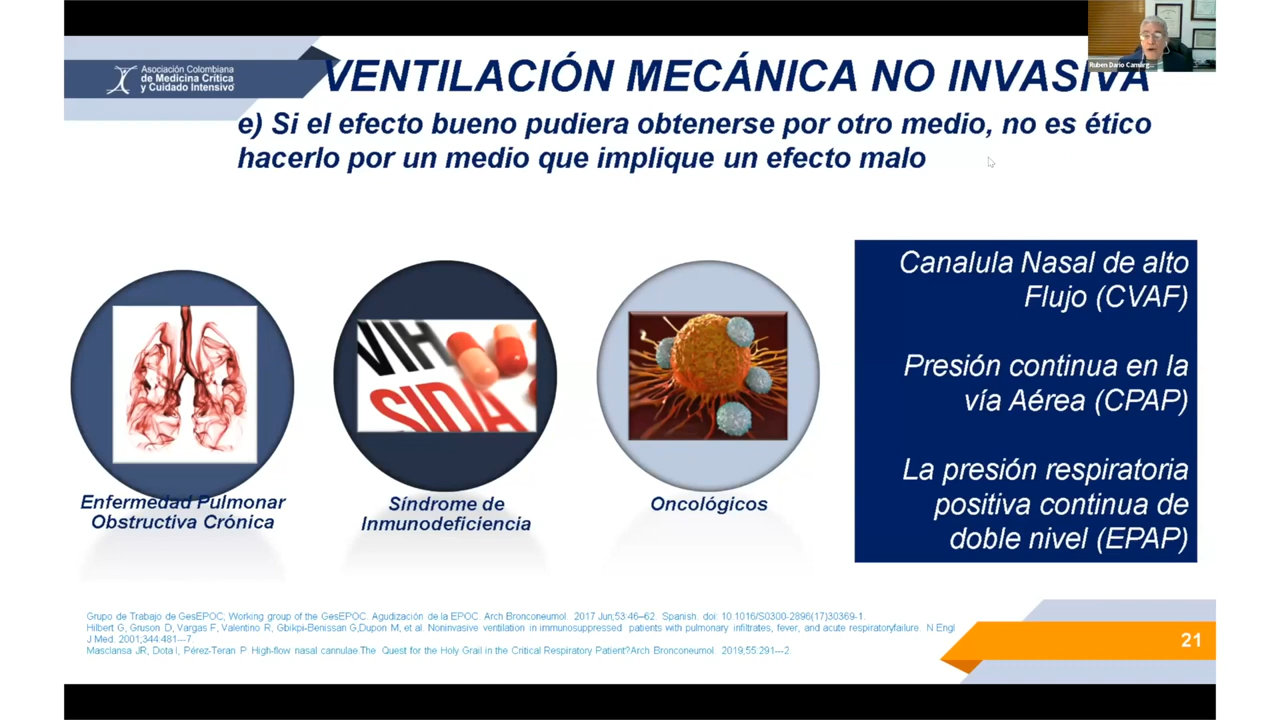 Asociación Colombiana
de Medicina Crítica
y Cuidado Intensivo
VENTILACIÓN MECÁNICA NO INVASIVA
Ruben Dario Camarg...
e) Si el efecto bueno pudiera obtenerse por otro medio, no es ético
hacerlo por un medio que implique un efecto malo
VIH
SIDA
Enfermedad Pulmonar
Obstructiva Crónica
Síndrome de
Inmunodeficiencia
Oncológicos
Canalula Nasal de alto
Flujo (CVAF)
Presión continua en la
vía Aérea (CPAP)
La presión respiratoria
positiva continua de
doble nivel (EPAP)
Grupo de Trabajo de GesEPOC; Working group of the GesEPOC. Agudización de la EPOC. Arch Bronconeumol. 2017 Jun;53:46–62. Spanish. doi: 10.1016/S0300-2896(17)30369-1.
Hilbert G, Gruson D, Vargas F, Valentino R, Gbikpi-Benissan G,Dupon M, et al. Noninvasive ventilation in immunosuppressed patients with pulmonary infiltrates, fever, and acute respiratoryfailure. N Engl
J Med. 2001;344:481---7.
Masclansa JR, Dota I, Pérez-Teran P. High-flow nasal cannulae.The Quest for the Holy Grail in the Critical Respiratory Patient?Arch Bronconeumol. 2019;55:291---2.
21